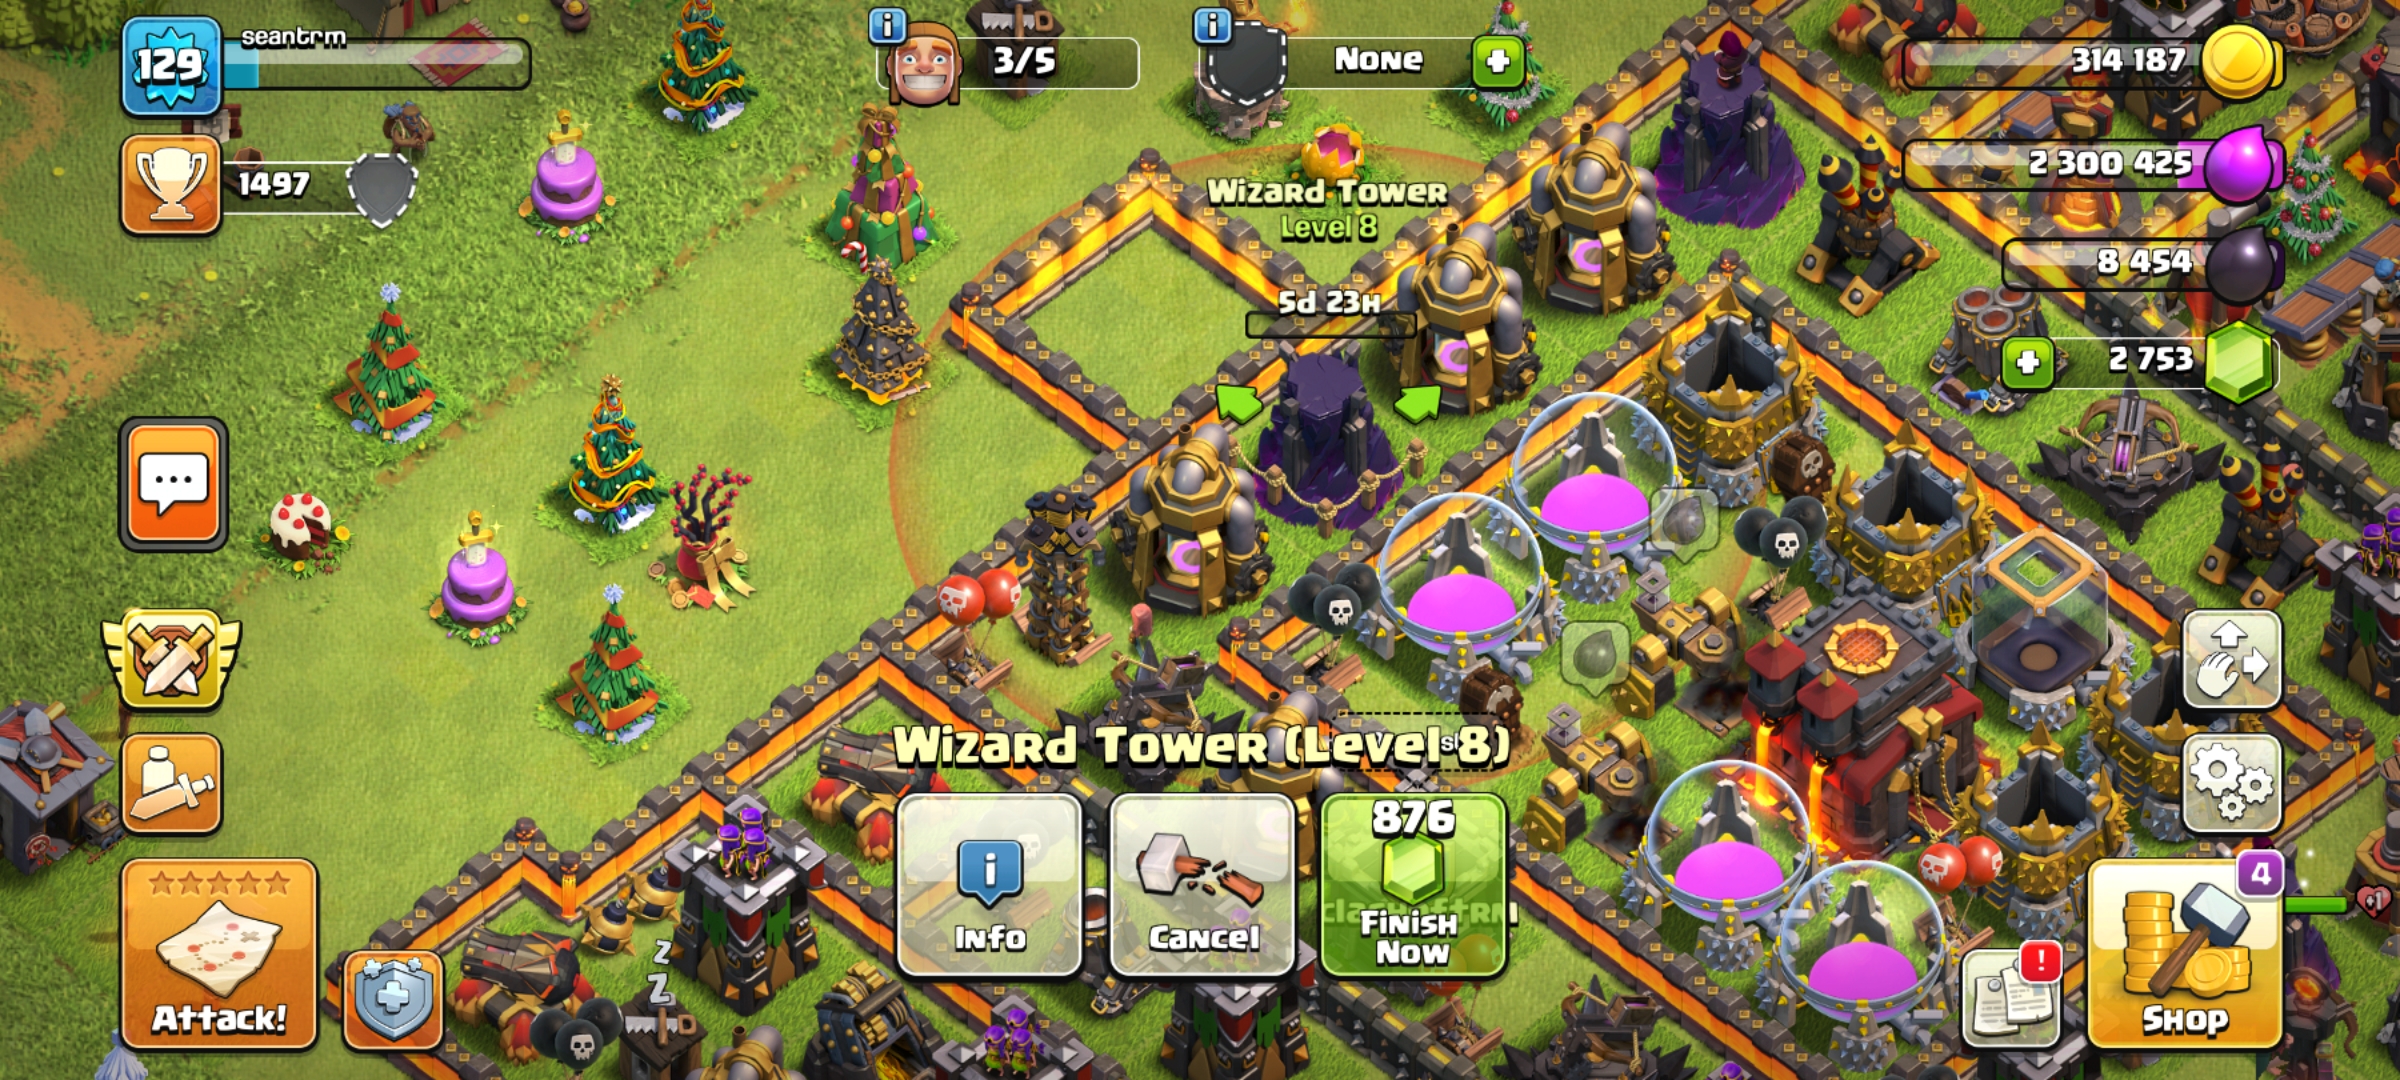 129
seantrm
3/5
None
314 187
1497
2 300 425
8 454
2 753
Wizard Tower
Level 8
5d 23H
Wizard Tower (Level 8)
Info
Cancel
876
Finish
Now
Attack!
z
Z
4
+1
!
Shop